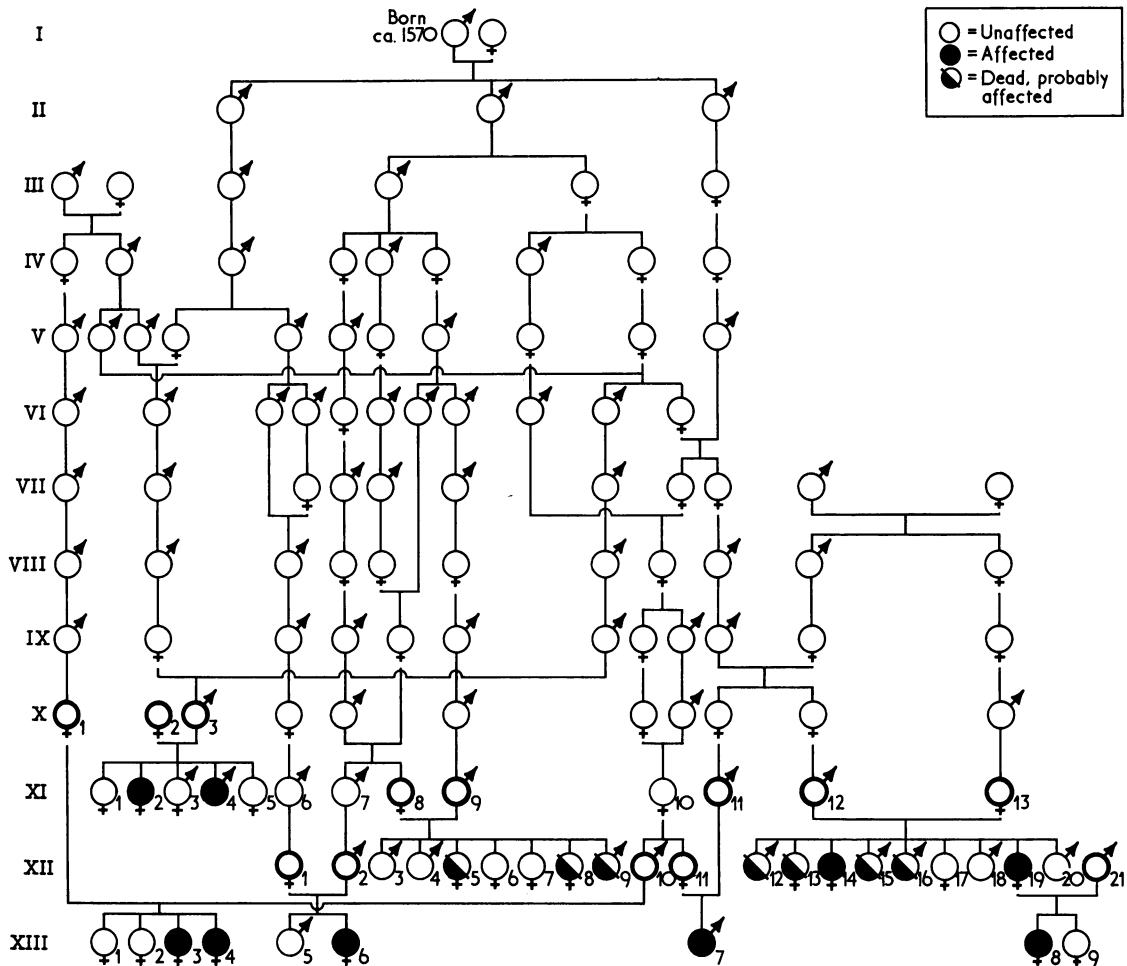 Born
ca. 1570
I
= Unaffected
= Affected
= Dead, probably
affected
II
III
IV
V
VI
VII
VIII
IX
X
1
2
3
XI
1
2
3
4
5
6
7
8
9
10
11
12
13
XII
1
2
3
4
5
6
7
8
9
10
11
12
13
14
15
16
17
18
19
20
21
XIII
1
2
3
4
5
6
7
8
9